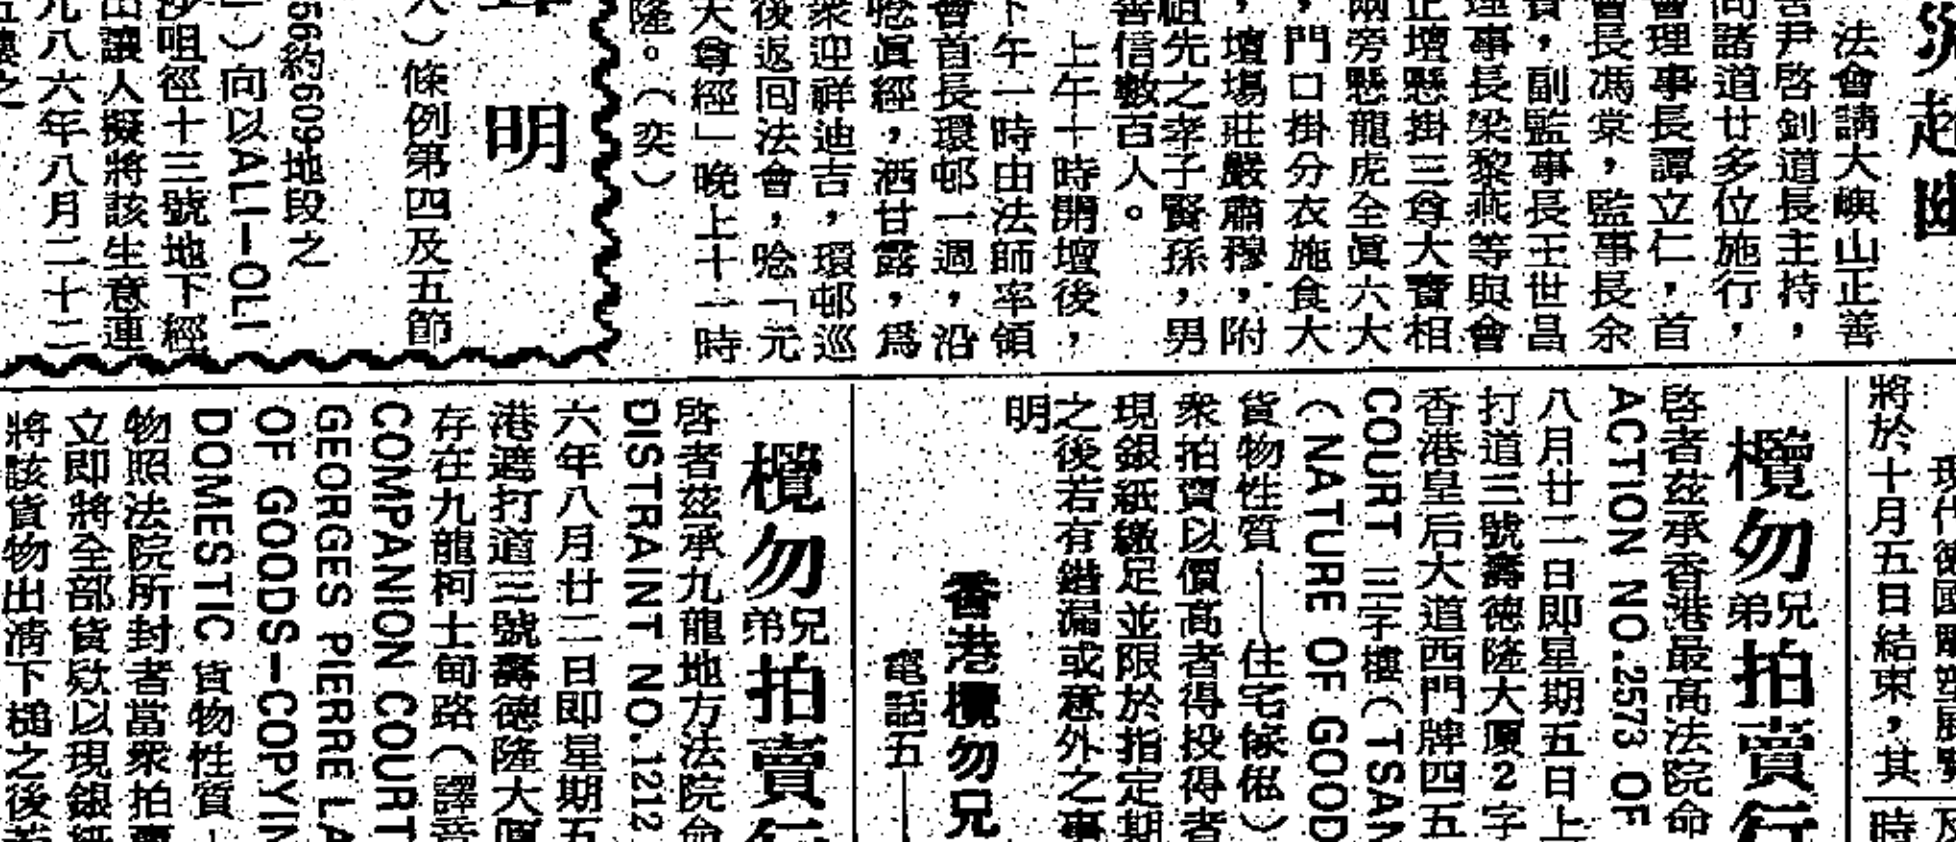 法會請大嶼山正善
尹啓釗道長主持，
同諸道廿多位施行，
會理事長譚立仁，首
會長馮棠，監事長余
，副監事長王世昌
理事長梁黎燕等與會
正壇懸掛三尊大寶相
兩旁懸龍虎全眞六大
，門口掛分衣施食大
，壇場莊嚴肅穆，附
祖先之孝子賢孫，男
善信數百人。
上午十時開壇後，
下午一時由法師率領
會首長環邨一週，沿
唸眞經，洒甘露，爲
衆迎祥迪吉，環邨巡
後返回法會，唸「元
大尊經」晚上十一時
隆。（奕）
明
）條例第四及五節
56約609地段之
）向以ALI-OLI
沙咀徑十三號地下經
出讓人擬將該生意連
九八六年八月二十二
將於十月五日結束，其
時
欖勿兄弟拍賣行
啓者茲承香港最高法院命
ACTION NO.2573 OF
八月廿二日即星期五日上
打道三號壽德隆大厦2字
香港皇后大道西門牌四五
COURT 三字樓（TSAN
（NATURE OF GOOD
貨物性質：—住宅傢俬）
衆拍賣以價高者得投得者
現銀紙繳足並限於指定期
之後若有錯漏或意外之事
明
香港欖勿兄
電話五—
欖勿兄弟拍賣行
啓者茲承九龍地方法院命
DISTRAINT NO.1212
六年八月廿二日即星期五
港遮打道三號壽德隆大厦
存在九龍柯士甸路（譯音
COMPANION COURT
GEORGES PIERRE LA
OF GOODS-COPYIN
DOMESTIC 貨物性質
物照法院所封者當衆拍賣
立即將全部貨欵以現銀紙
將該貨物出清下槌之後若